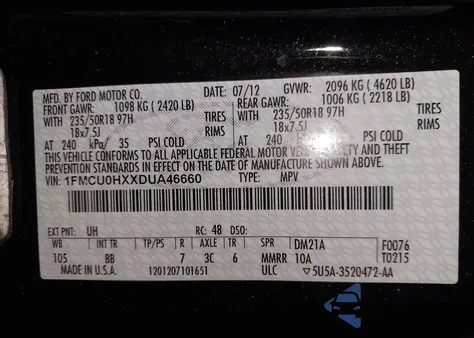 MFD. BY FORD MOTOR CO. 07/12 GVWR: 2096 KG ( 4620 LB)
FRONT GAWR: 1098 KG ( 2420 LB) REAR GAWR: 1006 KG ( 2218 LB)
WITH 235/50R18 97H TIRES WITH 235/50R18 97H TIRES
18x7.5J RIMS 18x7.5J RIMS
AT 240 kPa/ 35 PSI COLD AT 240 PSI COLD
THIS VEHICLE CONFORMS TO ALL APPLICABLE FEDERAL MOTOR VEHICLE SAFETY, BUMPER, AND THEFT
PREVENTION STANDARDS IN EFFECT ON THE DATE OF MANUFACTURE SHOWN ABOVE.
VIN: 1FMCU0HXXDUA46660 TYPE: MPV
EXT PNT: UH RC: 48 DSO: F0076
WB INT TR TP/PS R AXLE TR SPR DM21A T0215
105 8B 7 3C 6 MMRR 10A
MADE IN U.S.A. 1201207101651 ULC ▽5U5A-3520472-AA